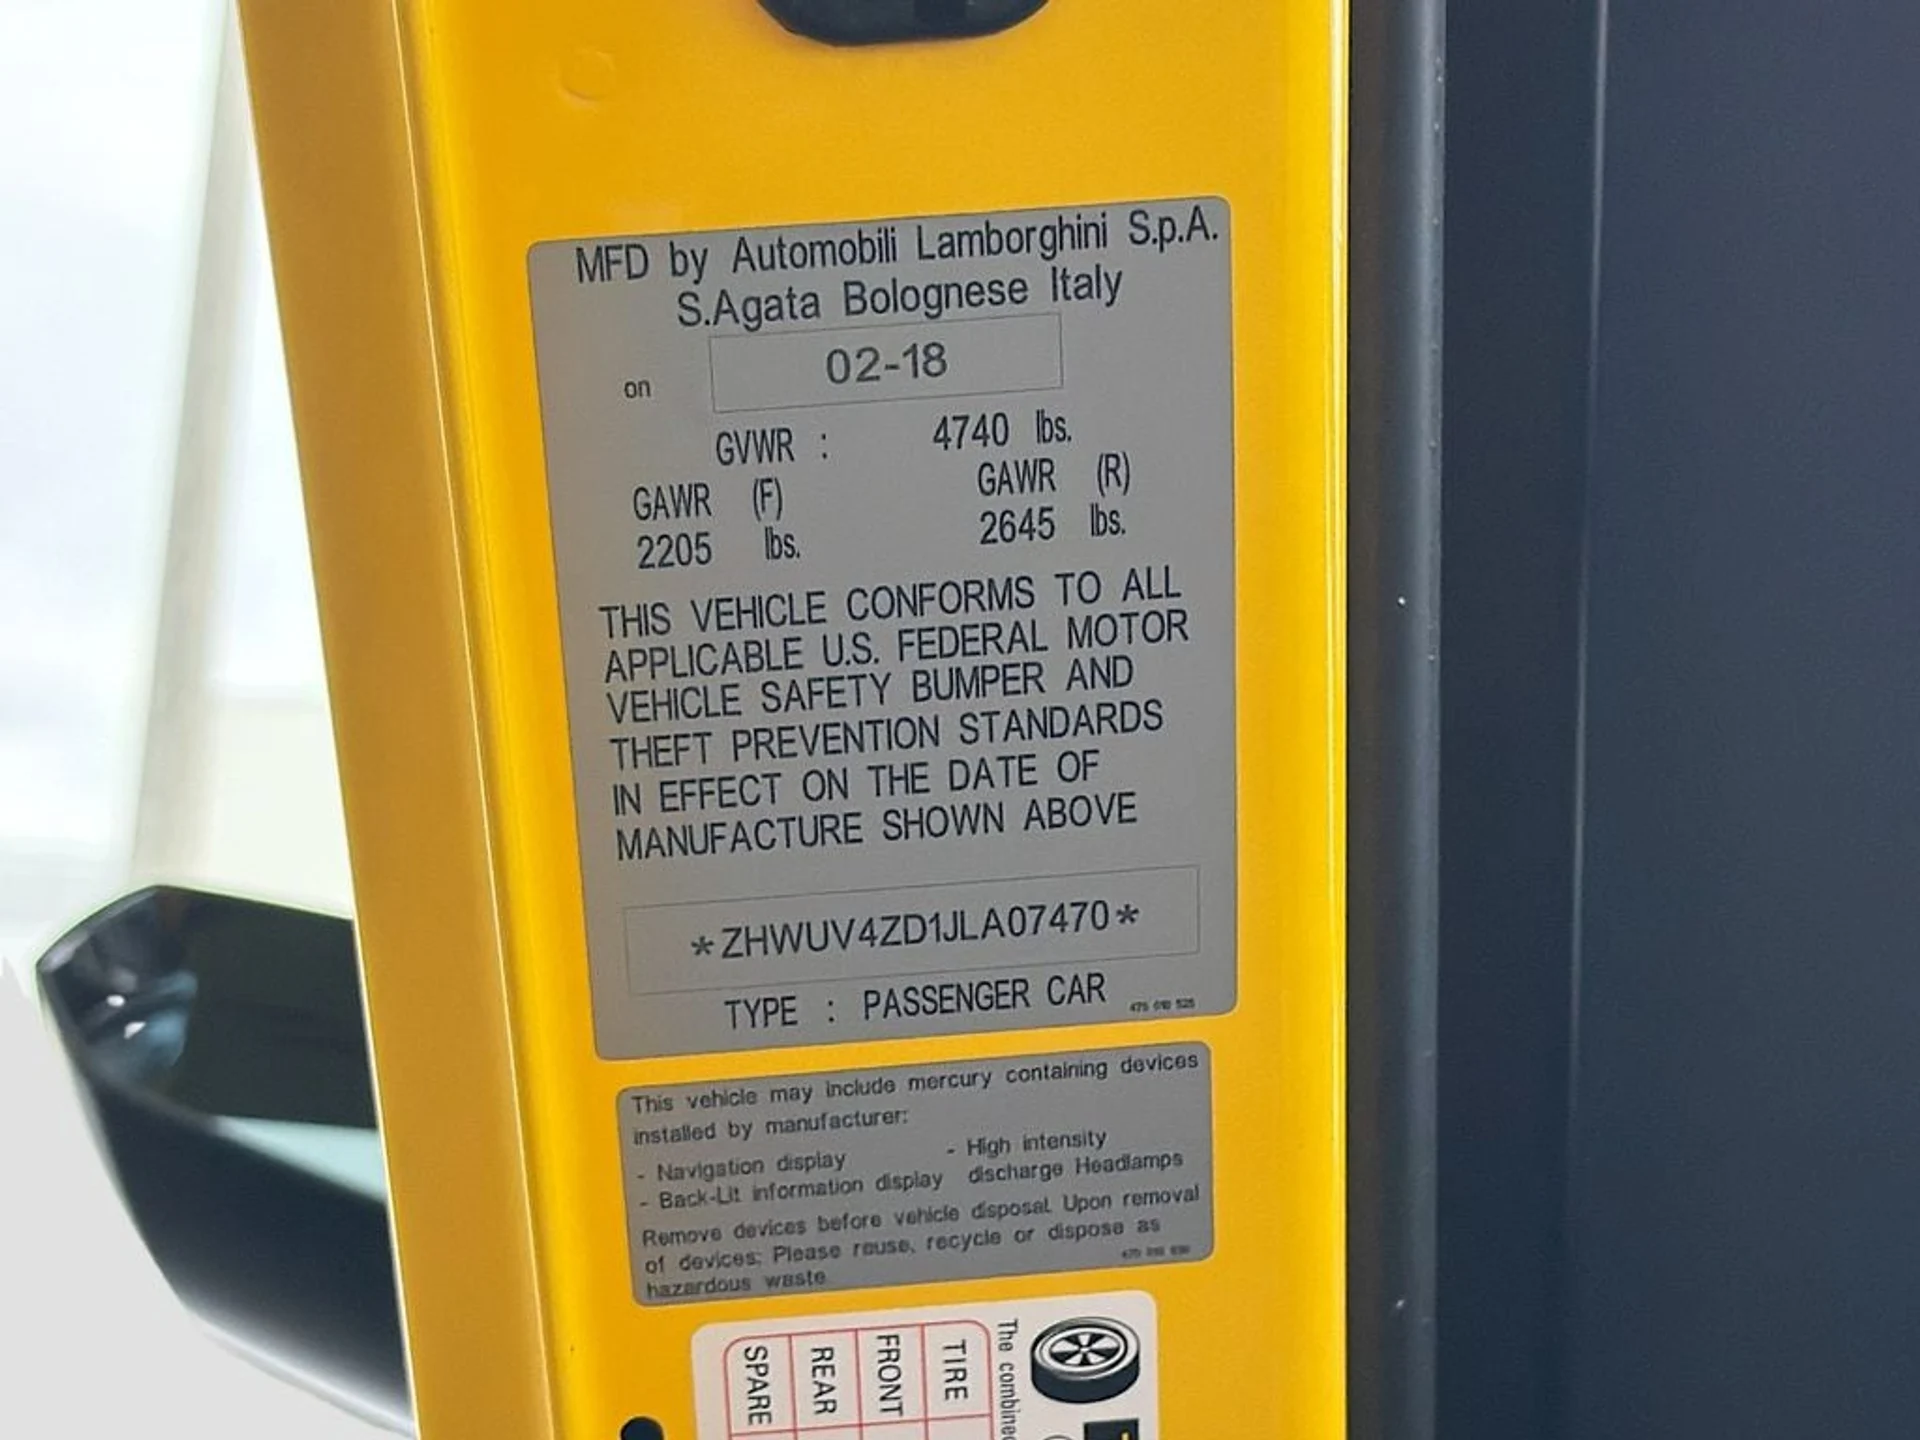 MFD by Automobili Lamborghini S.p.A.
S.Agata Bolognese Italy
on 02-18
GVWR : 4740 lbs.
GAWR (F) GAWR (R)
2205 lbs. 2645 lbs.
THIS VEHICLE CONFORMS TO ALL
APPLICABLE U.S. FEDERAL MOTOR
VEHICLE SAFETY BUMPER AND
THEFT PREVENTION STANDARDS
IN EFFECT ON THE DATE OF
MANUFACTURE SHOWN ABOVE
*ZHWUV4ZD1JLA07470*
TYPE : PASSENGER CAR
This vehicle may include mercury containing devices
installed by manufacturer:
- Navigation display - High intensity
- Back-Lit information display discharge Headlamps
Remove devices before vehicle disposal. Upon removal
of devices: Please reuse, recycle or dispose as
hazardous waste
The combined
TIRE
FRONT
REAR
SPARE